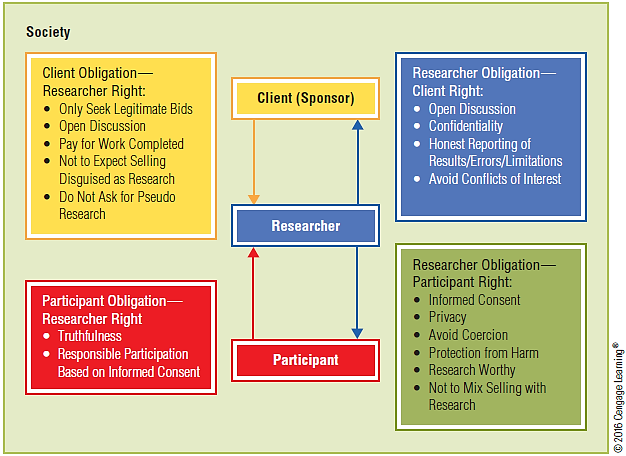 Society
Client Obligation—
Researcher Right:
• Only Seek Legitimate Bids
• Open Discussion
• Pay for Work Completed
• Not to Expect Selling
Disguised as Research
• Do Not Ask for Pseudo
Research
Client (Sponsor)
Researcher Obligation—
Client Right:
• Open Discussion
• Confidentiality
• Honest Reporting of
Results/Errors/Limitations
• Avoid Conflicts of Interest
Researcher
Participant Obligation—
Researcher Right
• Truthfulness
• Responsible Participation
Based on Informed Consent
Participant
Researcher Obligation—
Participant Right:
• Informed Consent
• Privacy
• Avoid Coercion
• Protection from Harm
• Research Worthy
• Not to Mix Selling with
Research
© 2016 Cengage Learning®